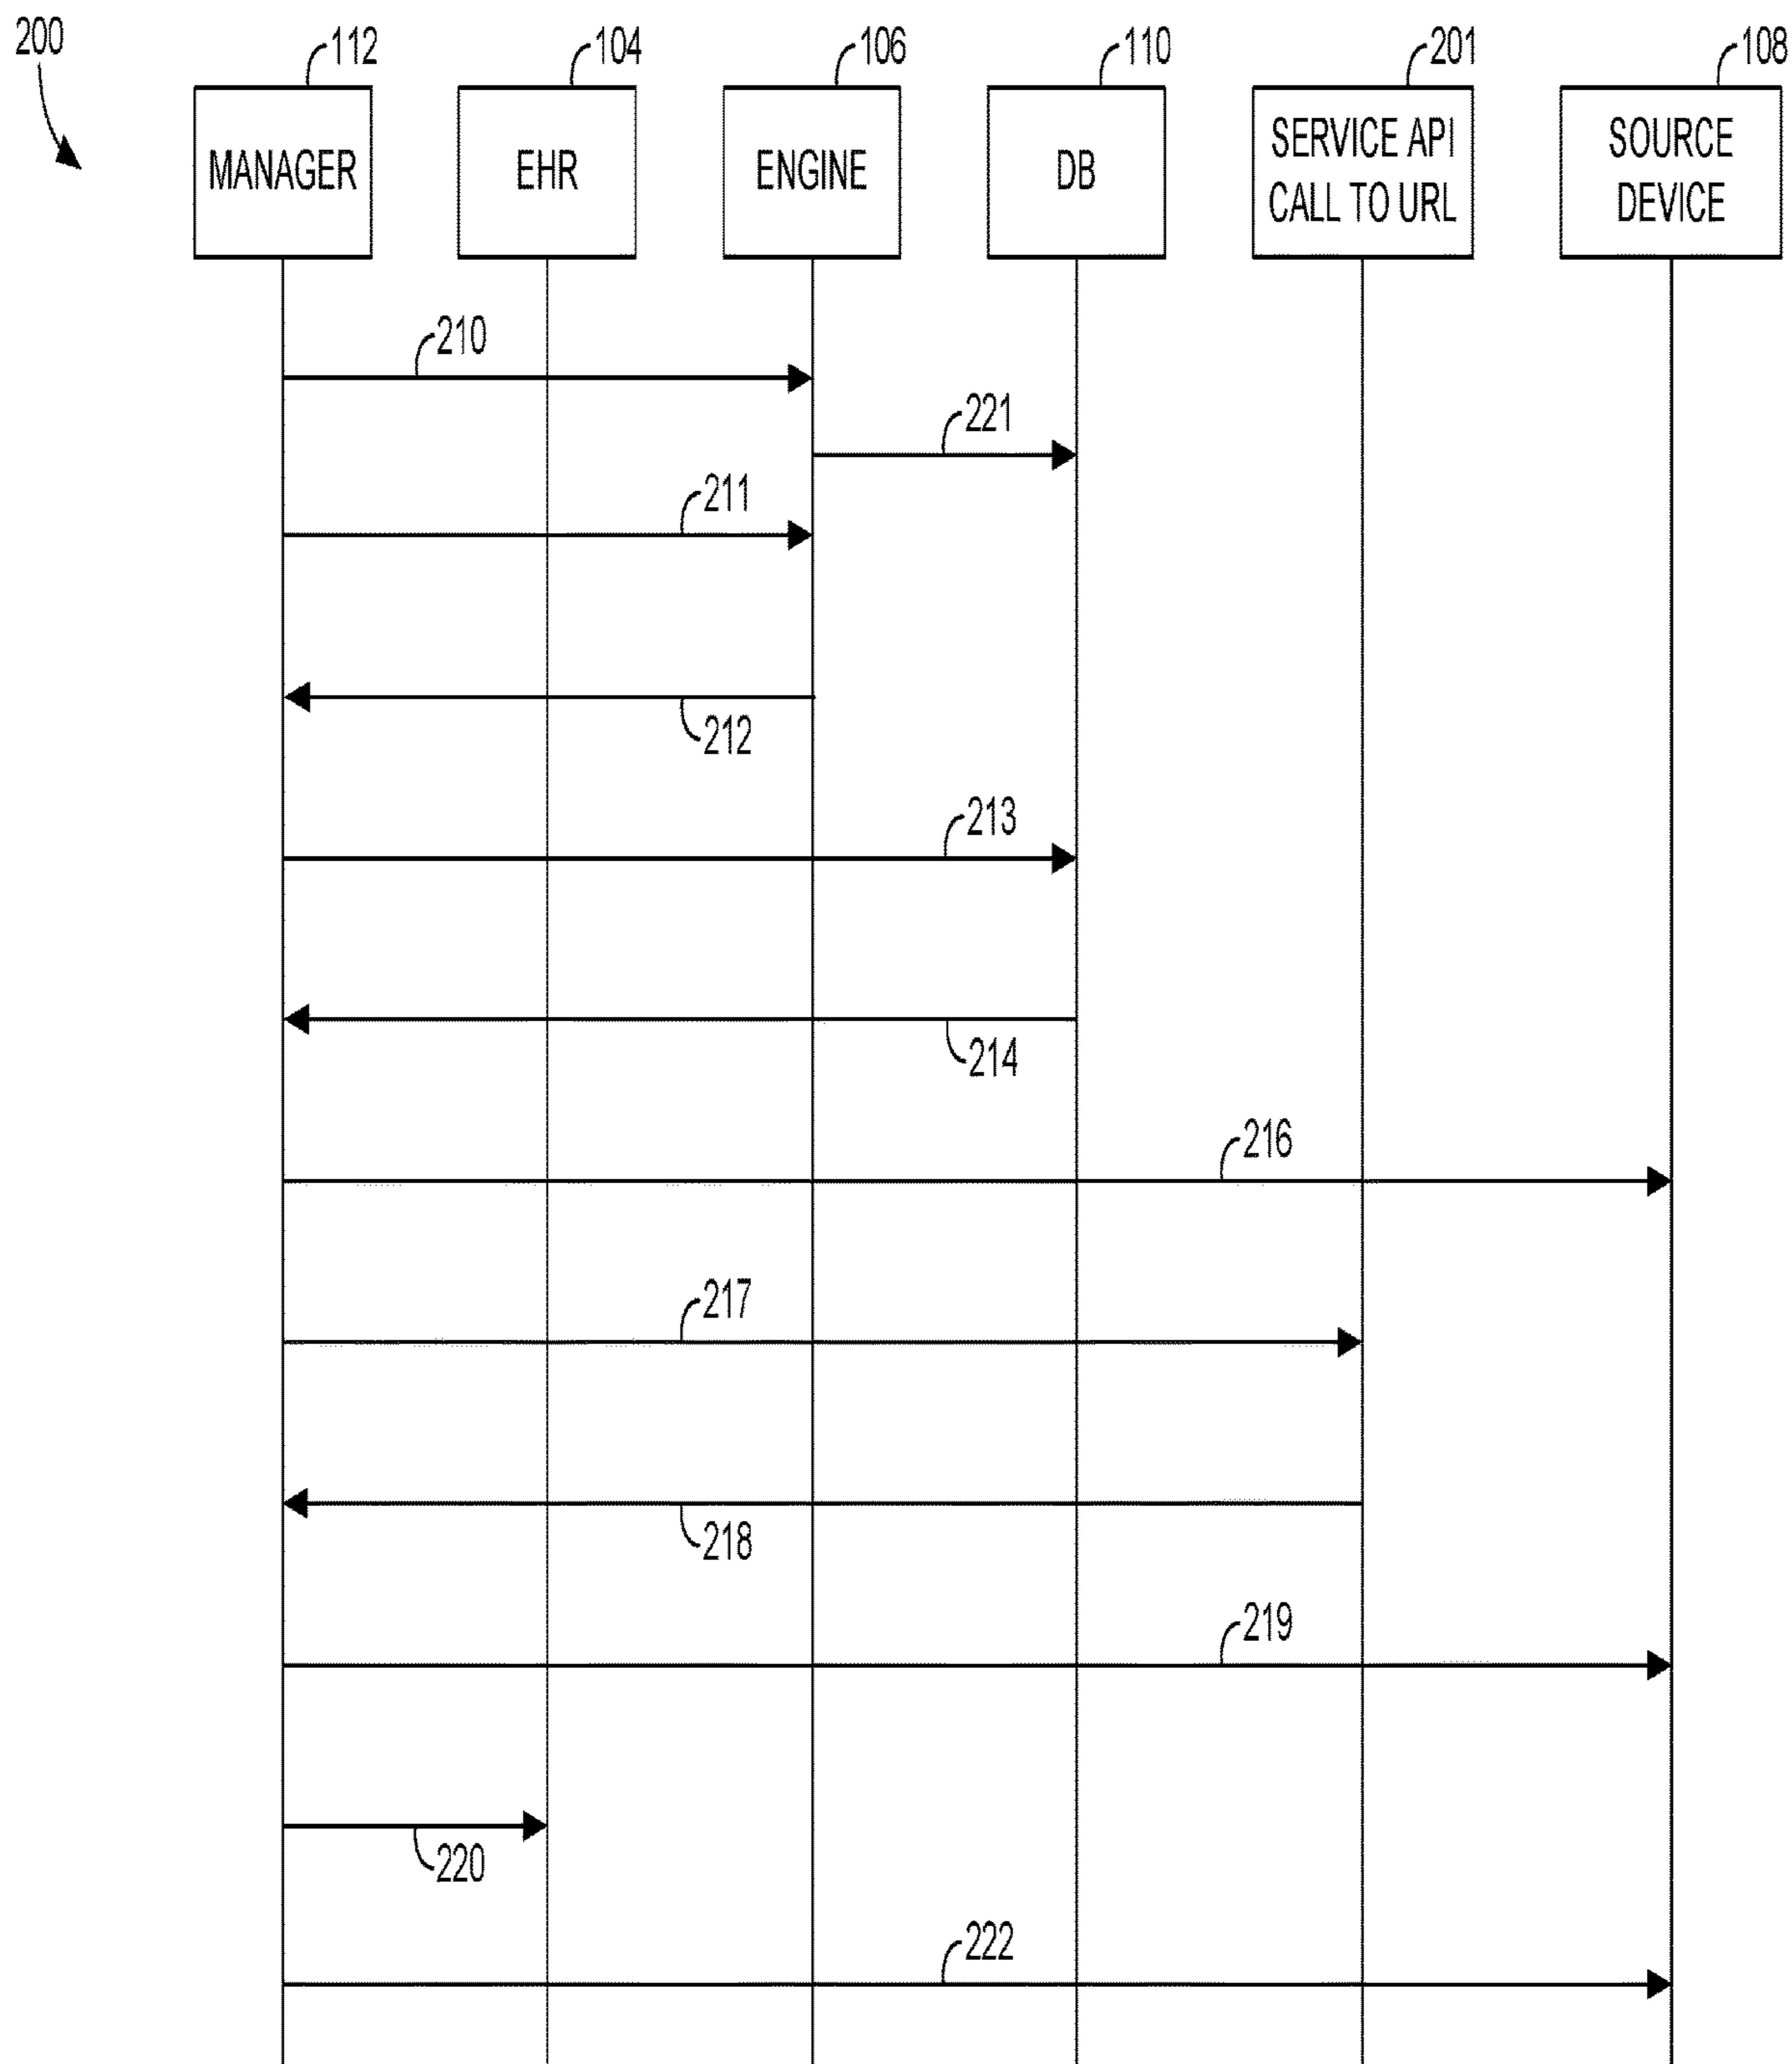 200
112
104
106
110
201
108
MANAGER
EHR
ENGINE
DB
SERVICE API
CALL TO URL
SOURCE
DEVICE
210
221
211
212
213
214
216
217
218
219
220
222